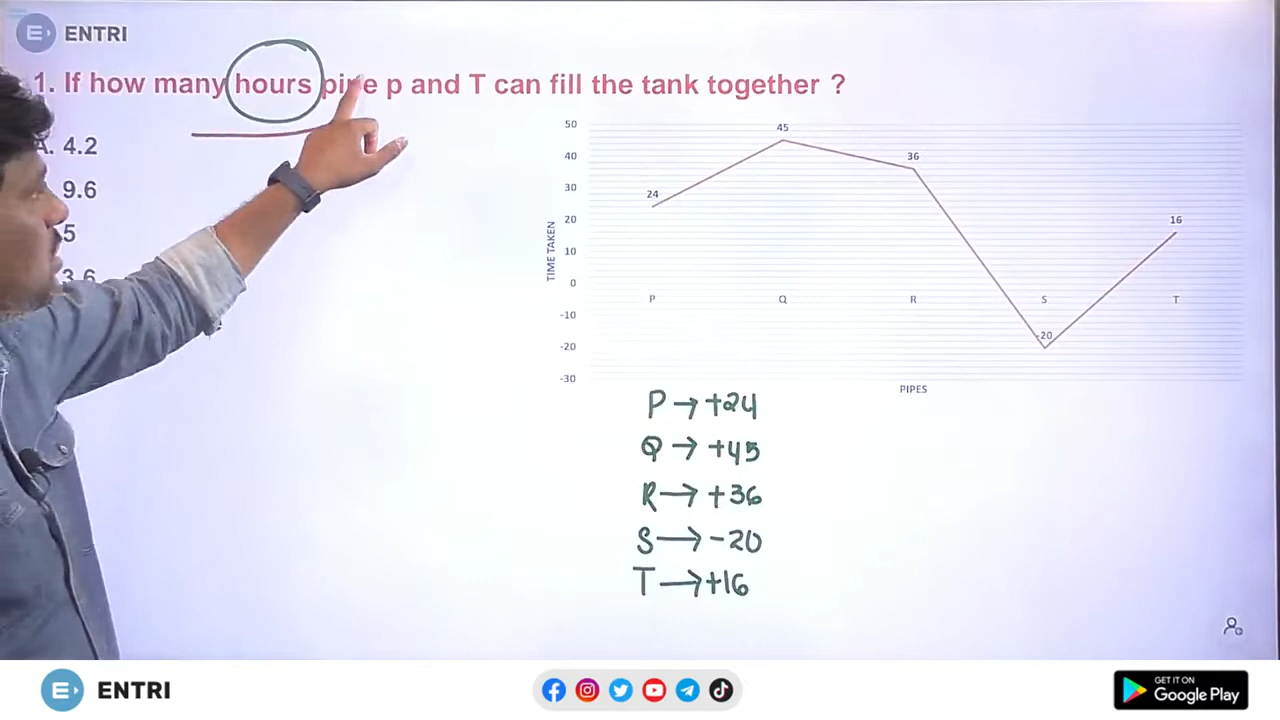 ENTRI
1. If how many hours pipe p and T can fill the tank together ?
A. 4.2
9.6
5
3.6
50
40
30
20
10
0
-10
-20
-30
TIME TAKEN
24
45
36
-20
16
P
Q
R
S
T
PIPES
P → +24
Q → +45
R → +36
S → -20
T → +16
ENTRI
GET IT ON
Google Play